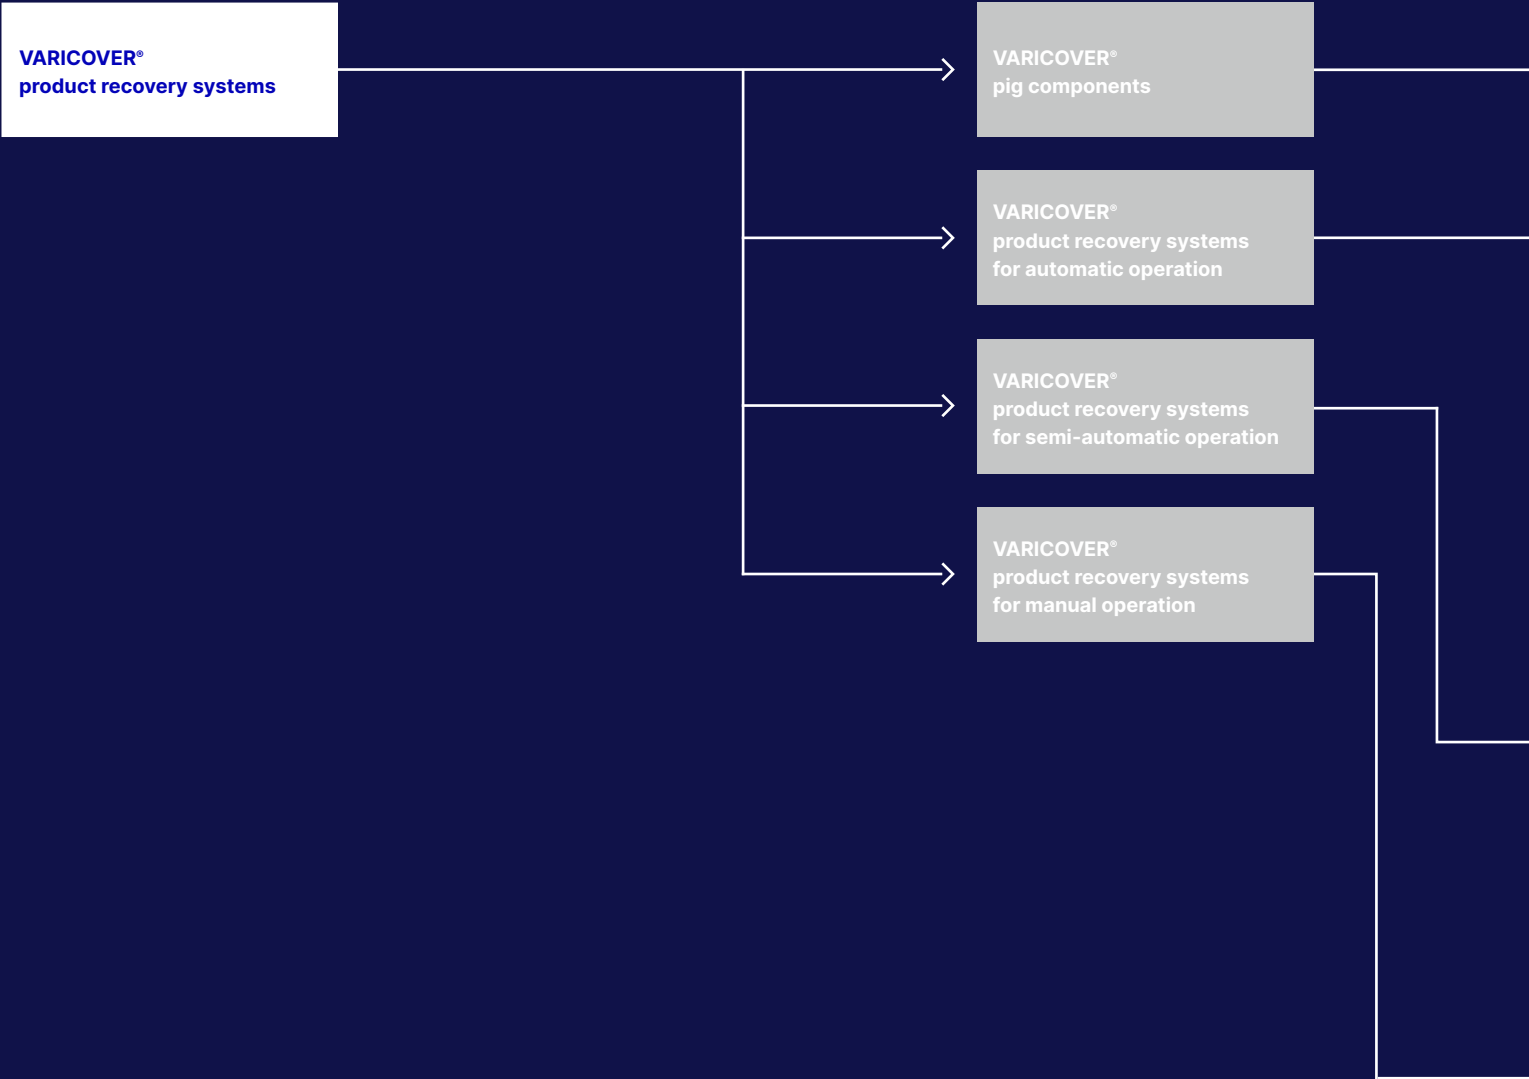 VARICOVER®
product recovery systems
VARICOVER®
pig components
VARICOVER®
product recovery systems
for automatic operation
VARICOVER®
product recovery systems
for semi-automatic operation
VARICOVER®
product recovery systems
for manual operation